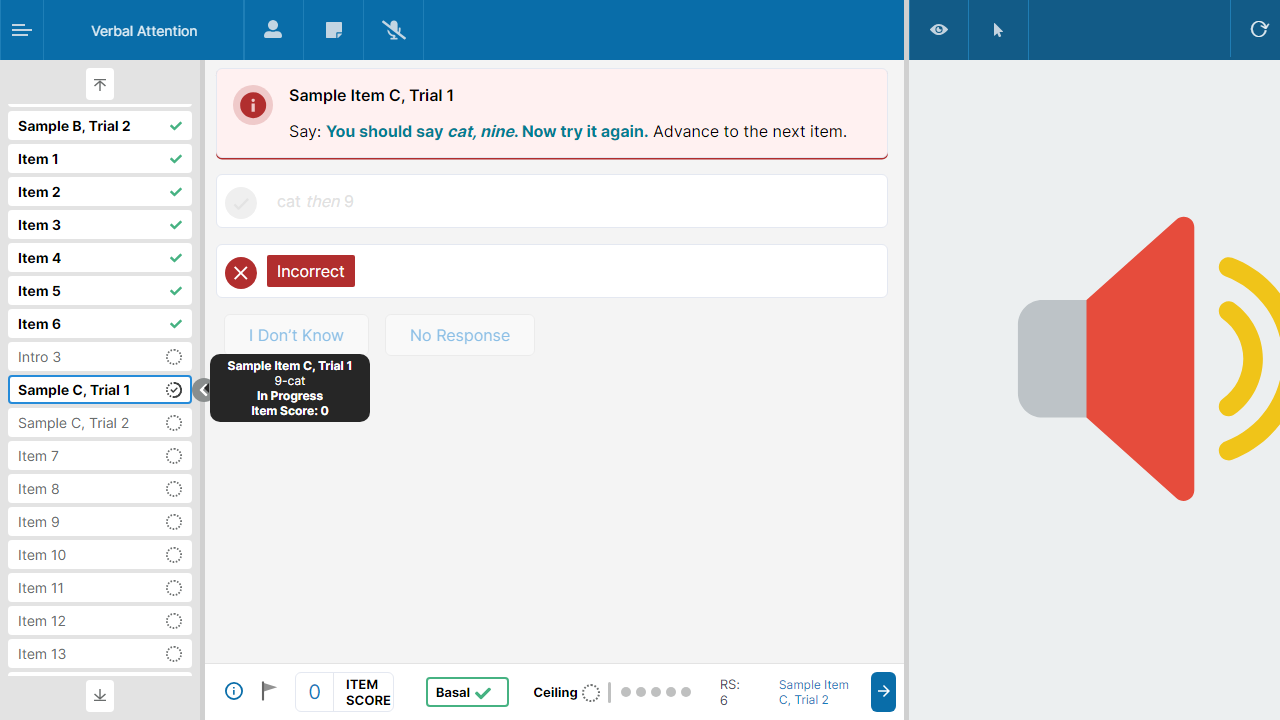 Verbal Attention
Sample B, Trial 2
Item 1
Item 2
Item 3
Item 4
Item 5
Item 6
Intro 3
Sample C, Trial 1
Sample C, Trial 2
Item 7
Item 8
Item 9
Item 10
Item 11
Item 12
Item 13
Sample Item C, Trial 1
Say: You should say cat, nine. Now try it again. Advance to the next item.
cat then 9
Incorrect
I Don't Know
No Response
Sample Item C, Trial 1
9-cat
In Progress
Item Score: 0
0
ITEM
SCORE
Basal
Ceiling
RS:
6
Sample Item
C, Trial 2